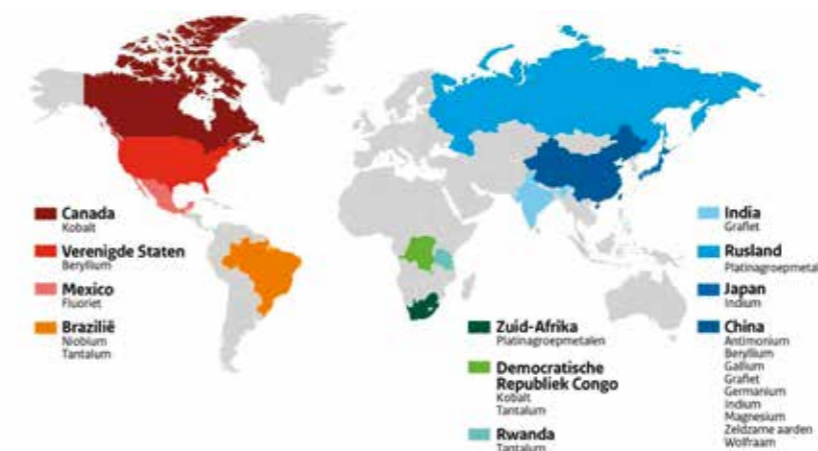 Canada
Kobalt
Verenigde Staten
Beryllium
Mexico
Fluoriet
Brazilië
Niobium
Tantalum
Zuid-Afrika
Platinagroepmetalen
Democratische
Republiek Congo
Kobalt
Tantalum
Rwanda
Tantalum
India
Grafiet
Rusland
Platinagroepmetal
Japan
Indium
China
Antimonium
Beryllium
Gallium
Grafiet
Germanium
Indium
Magnesium
Zeldzame aarden
Wolfraam